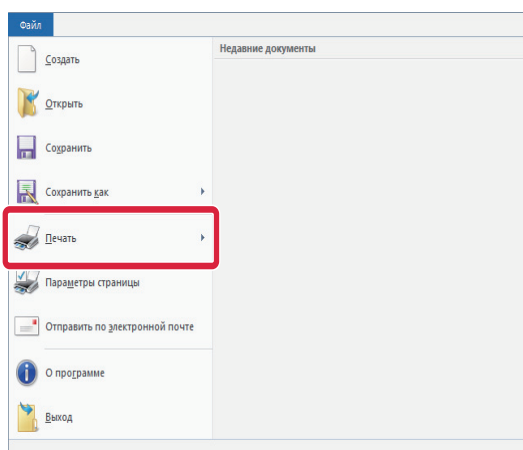 Файл
Недавние документы
Создать
Открыть
Сохранить
Сохранить как
Печать
Параметры страницы
Отправить по электронной почте
О программе
Выход